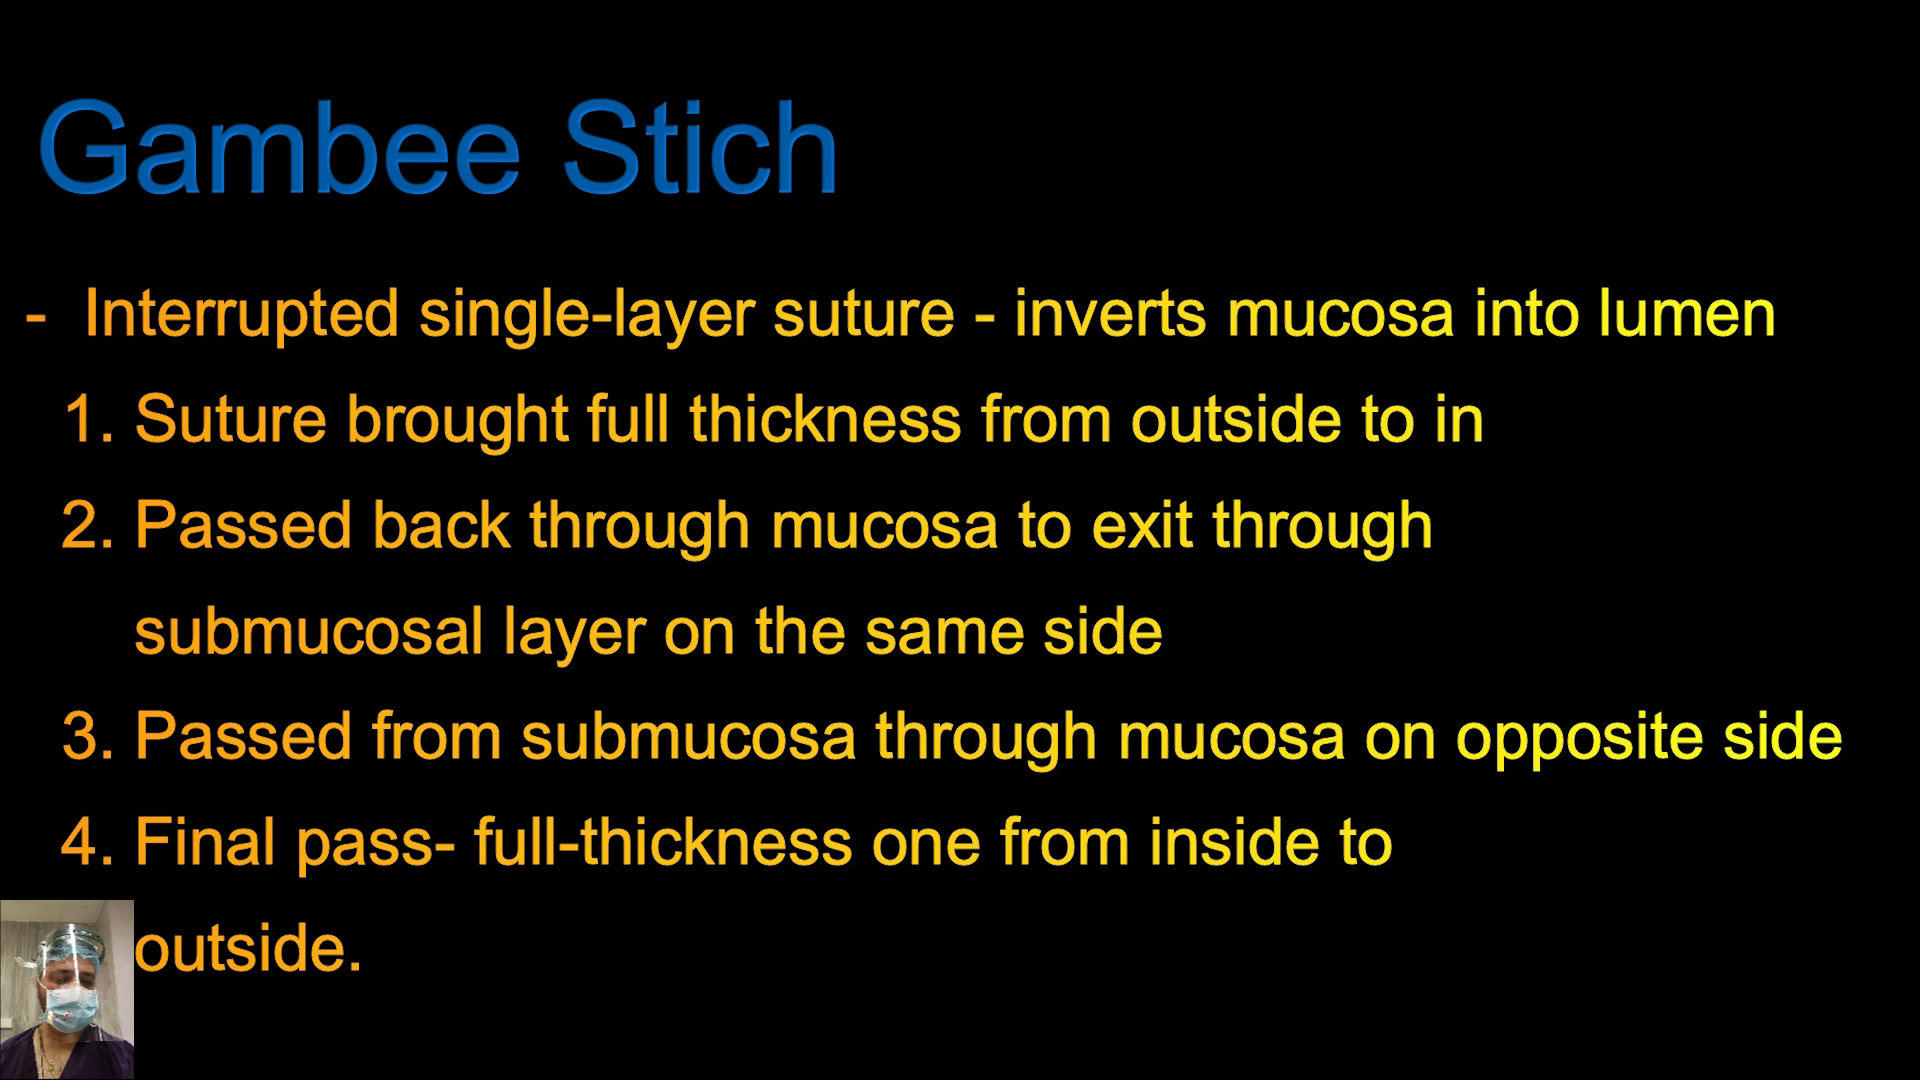 Gambee Stich
- Interrupted single-layer suture - inverts mucosa into lumen
1. Suture brought full thickness from outside to in
2. Passed back through mucosa to exit through
submucosal layer on the same side
3. Passed from submucosa through mucosa on opposite side
4. Final pass- full-thickness one from inside to
outside.